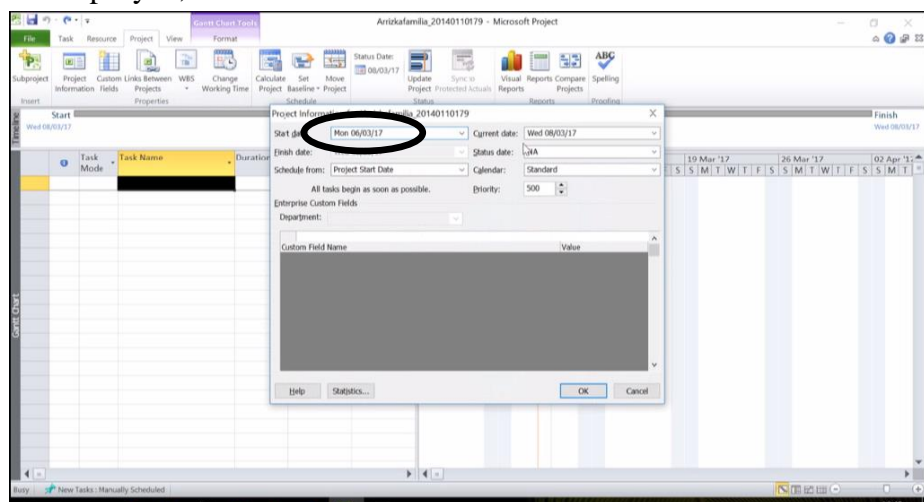 Arrizkafamilia_20140110179 - Microsoft Project
Gantt Chart Tools
File Task Resource Project View Format
Subproject
Project Information
Custom Fields
Links Between Projects
WBS
Change Working Time
Calculate Project
Set Baseline
Move Project
Status Date:
08/03/17
Update Project
Sync to Protected Actuals
Visual Reports
Reports
Compare Projects
ABC
Spelling
Insert Properties Schedule Status Reports Proofing
Timeline
Start
Wed 08/03/17
Finish
Wed 08/03/17
Task Mode Task Name Duration
19 Mar '17 26 Mar '17 02 Apr '17
S S M T W T F S S M T W T F S S M T
20140110179
Start
Mon 06/03/17
Current date: Wed 08/03/17
Finish date:
Status date: NA
Schedule from: Project Start Date
Calendar: Standard
All tasks begin as soon as possible.
Priority: 500
Enterprise Custom Fields
Department:
Custom Field Name Value
Help Statistics... OK Cancel
Gantt Chart
Busy New Tasks : Manually Scheduled